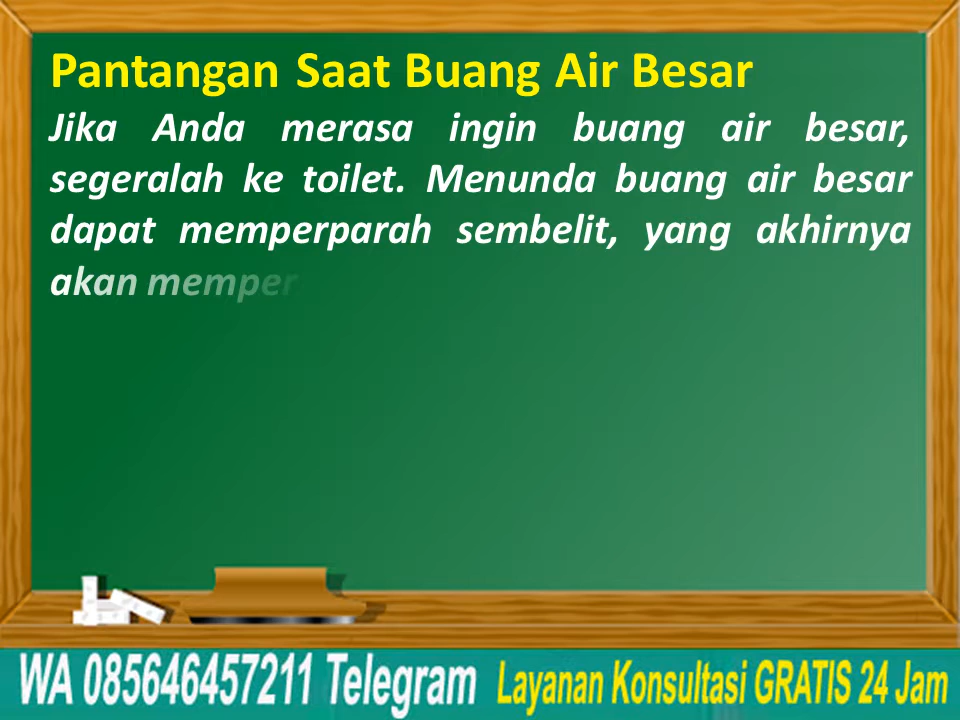 Pantangan Saat Buang Air Besar
Jika Anda merasa ingin buang air besar,
segeralah ke toilet. Menunda buang air besar
dapat memperparah sembelit, yang akhirnya
akan memper
WA 085646457211 Telegram Layanan Konsultasi GRATIS 24 Jam